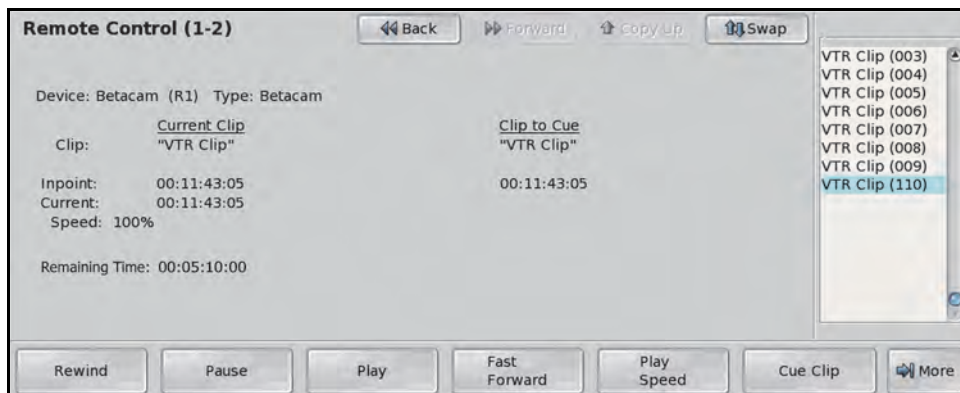 Remote Control (1-2)
Back
Forward
Copy Up
Swap
Device: Betacam (R1) Type: Betacam
Current Clip
Clip to Cue
Clip: "VTR Clip" "VTR Clip"
Inpoint: 00:11:43:05 00:11:43:05
Current: 00:11:43:05
Speed: 100%
Remaining Time: 00:05:10:00
VTR Clip (003)
VTR Clip (004)
VTR Clip (005)
VTR Clip (006)
VTR Clip (007)
VTR Clip (008)
VTR Clip (009)
VTR Clip (110)
Rewind
Pause
Play
Fast
Forward
Play
Speed
Cue Clip
More